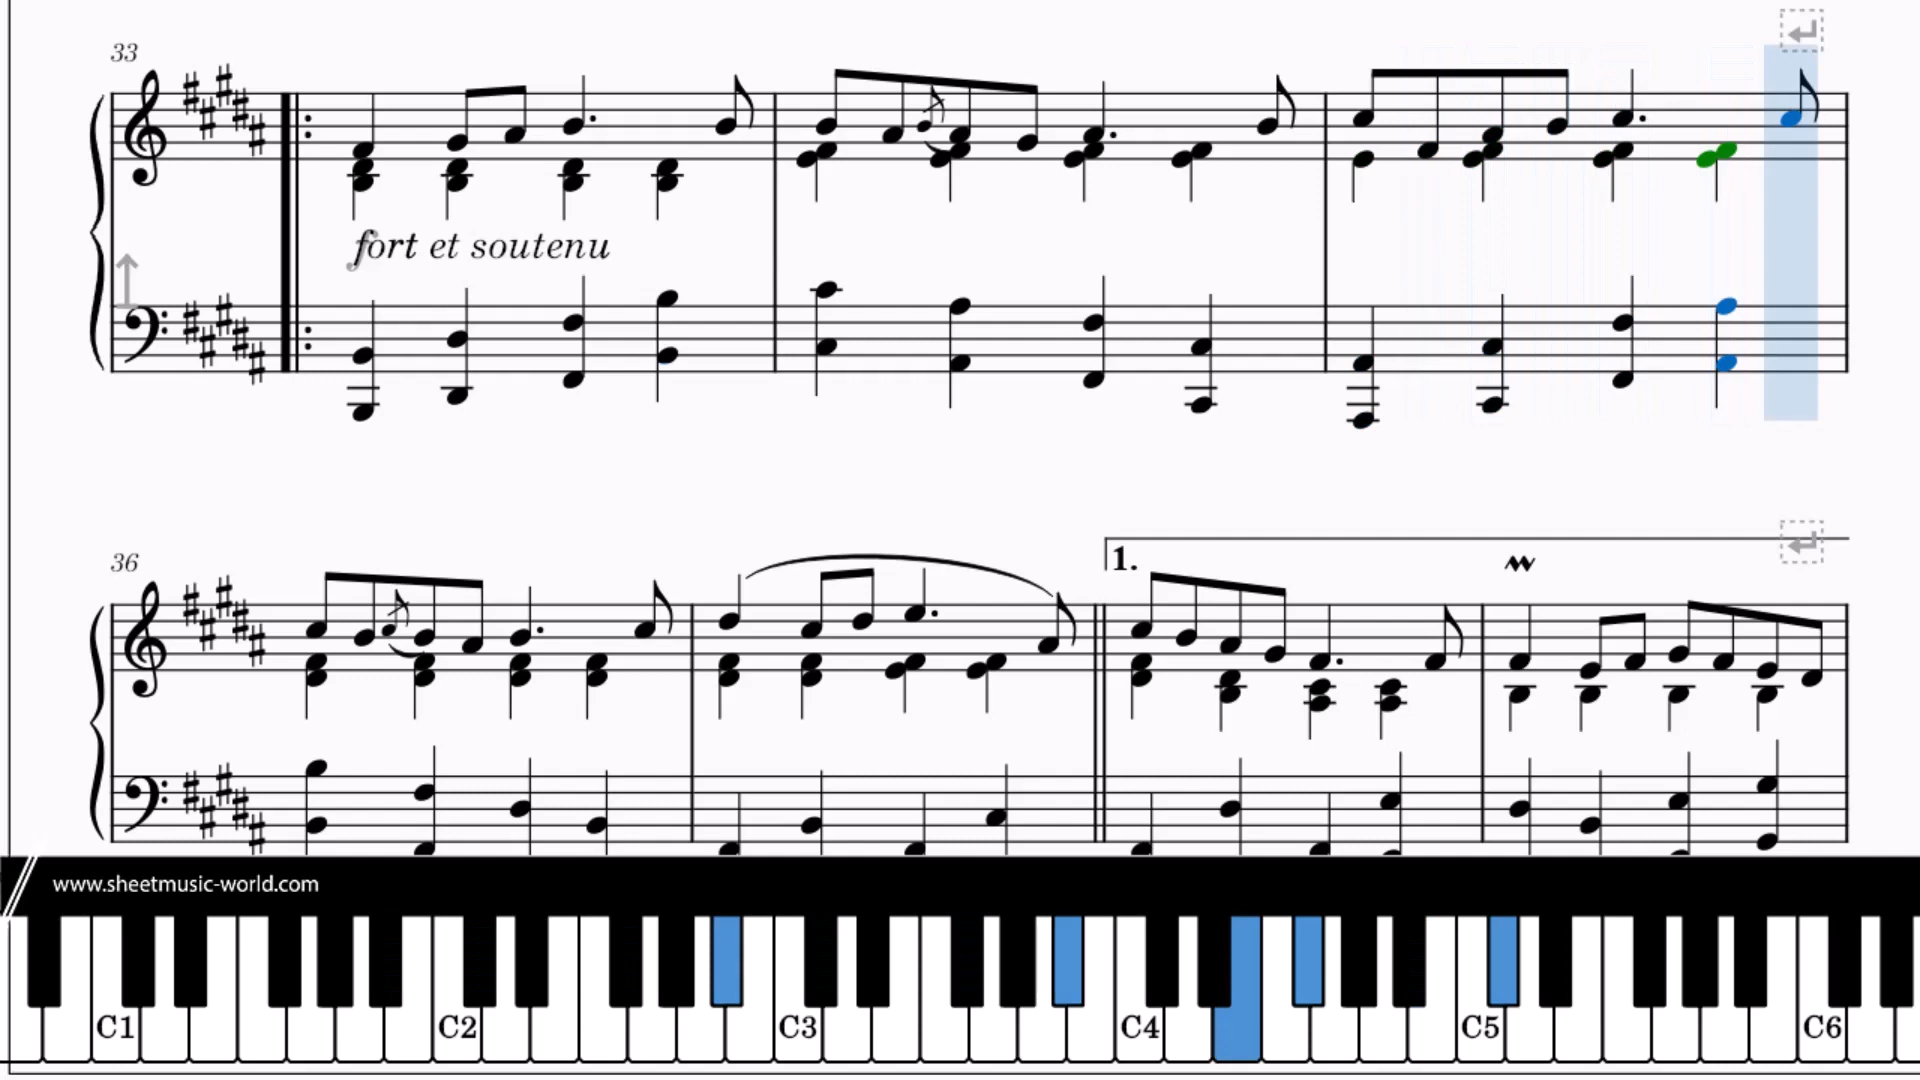 33
fort et soutenu
36
1.
www.sheetmusic-world.com
C1 C2 C3 C4 C5 C6